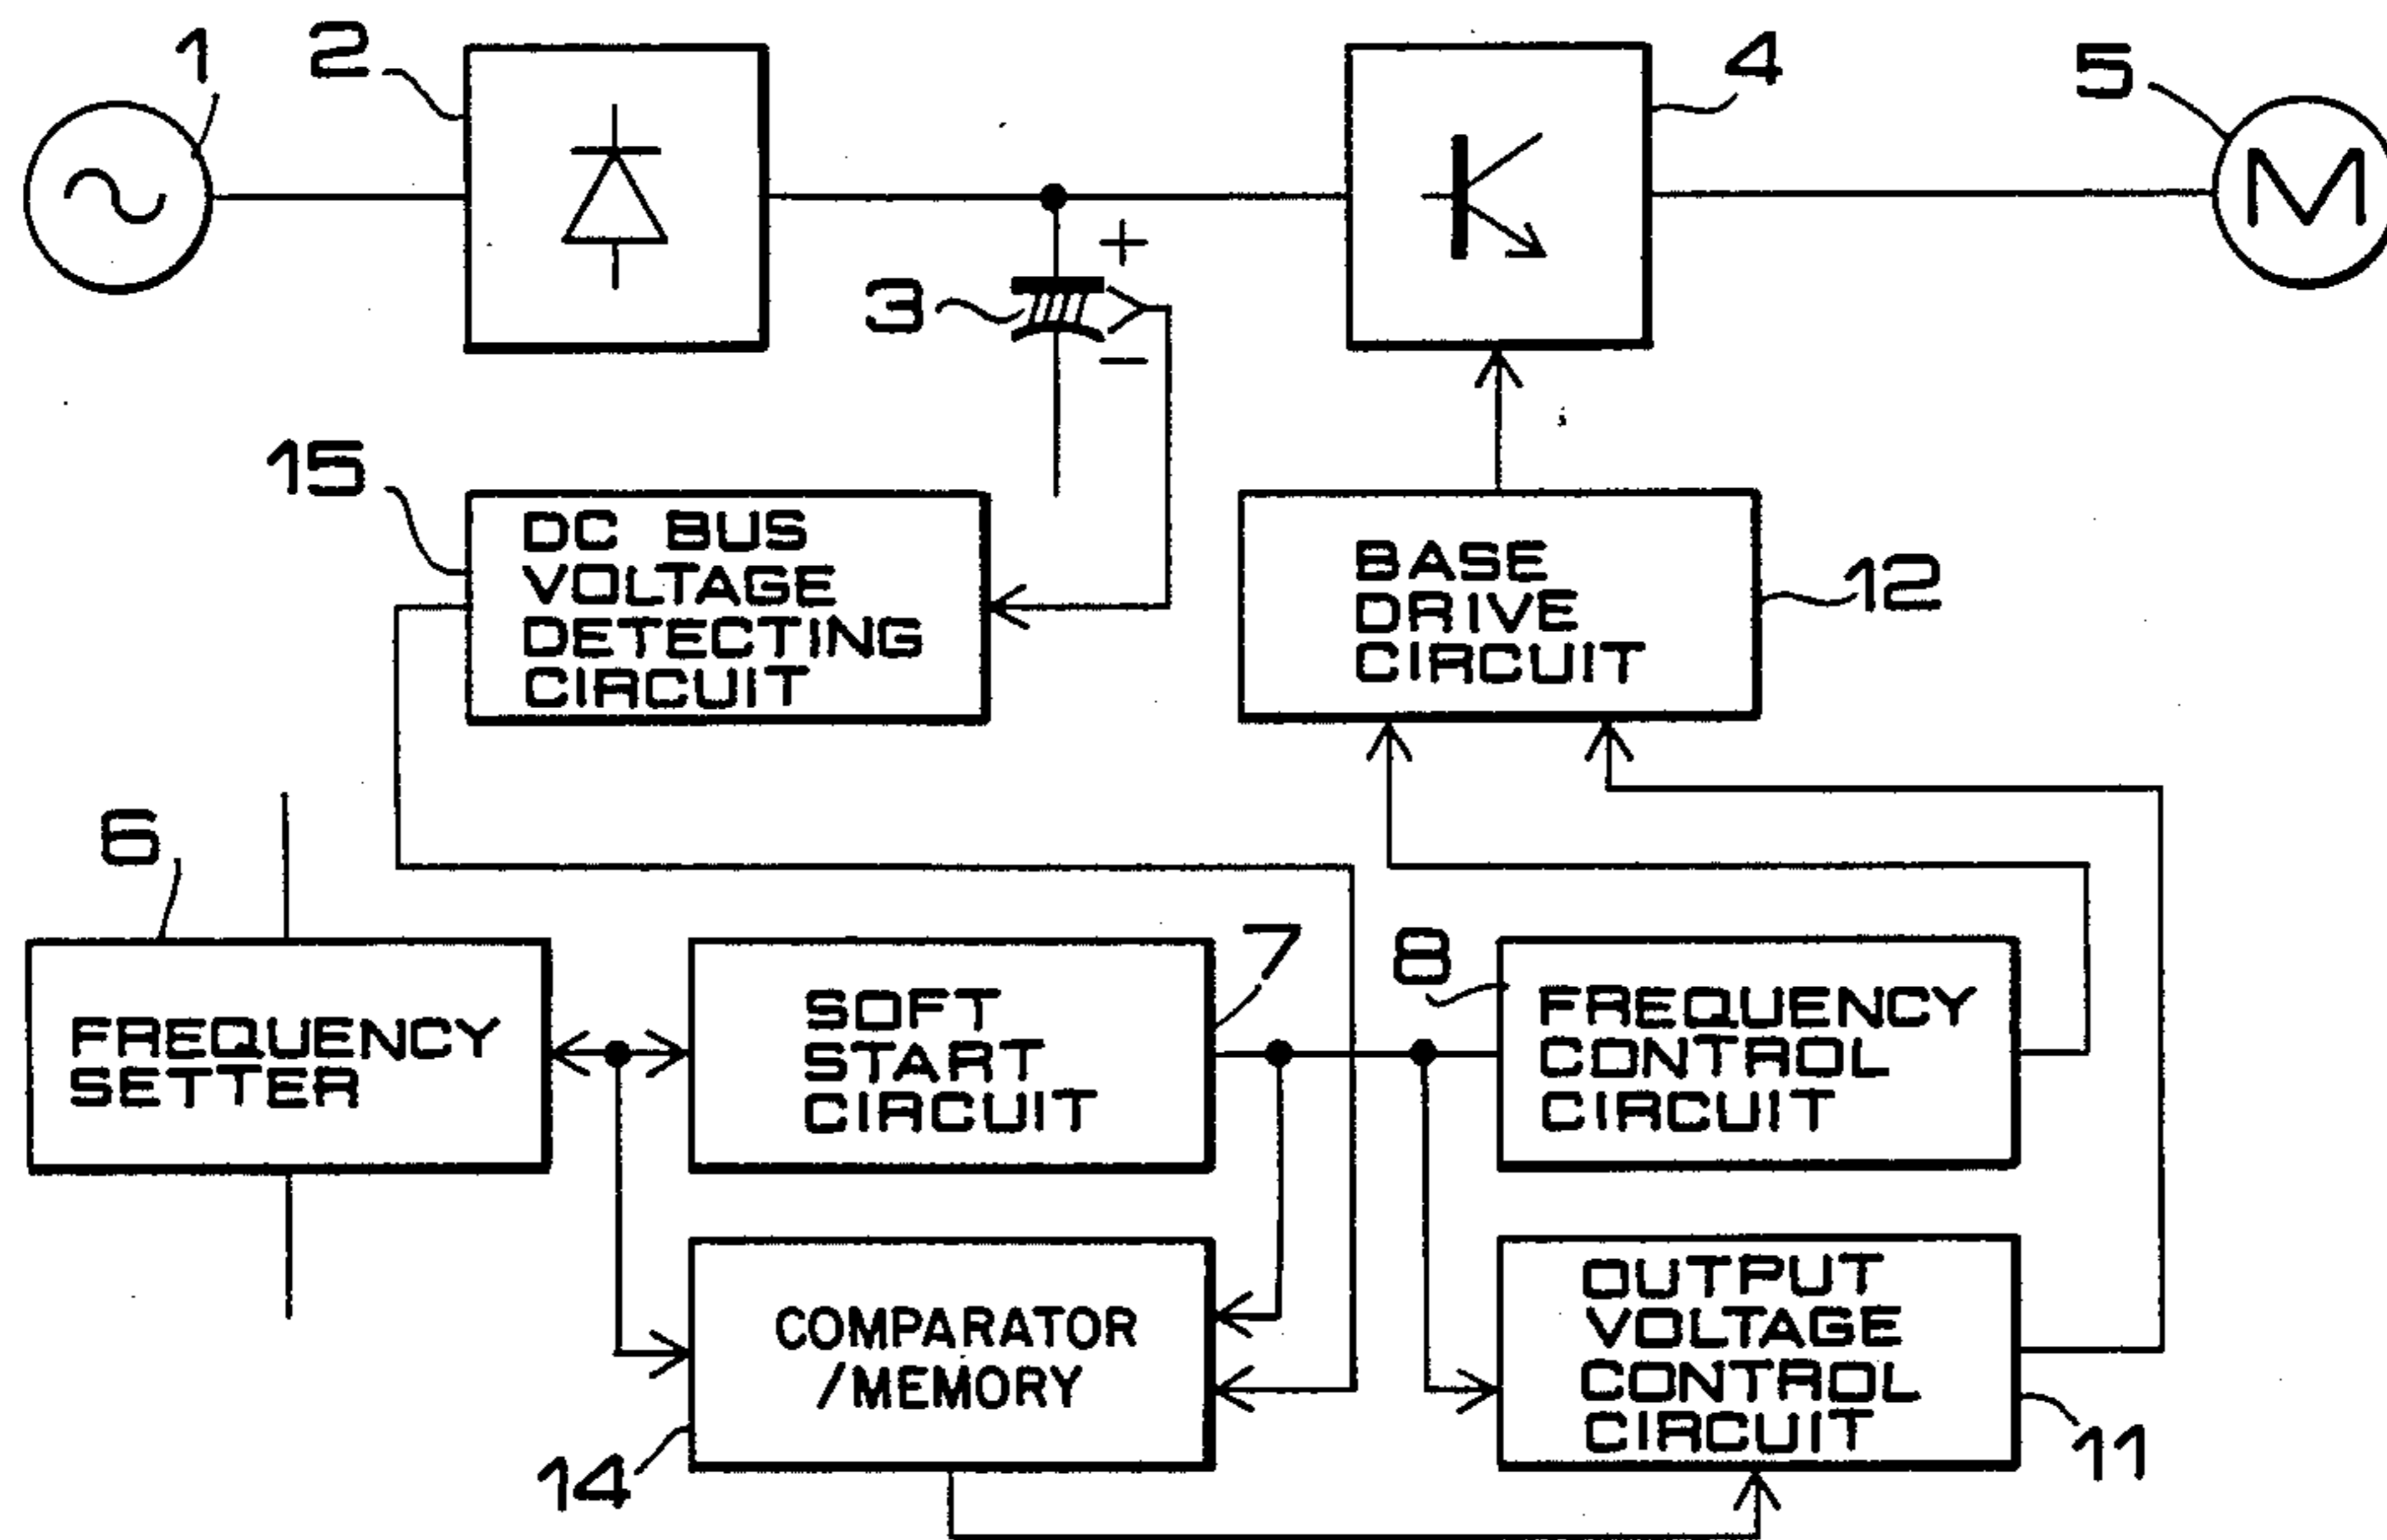 1
2
4
5
+
3
−
15
DC BUS
VOLTAGE
DETECTING
CIRCUIT
BASE
DRIVE
CIRCUIT
12
6
7
8
FREQUENCY
SETTER
SOFT
START
CIRCUIT
FREQUENCY
CONTROL
CIRCUIT
COMPARATOR
/MEMORY
OUTPUT
VOLTAGE
CONTROL
CIRCUIT
14
11
M